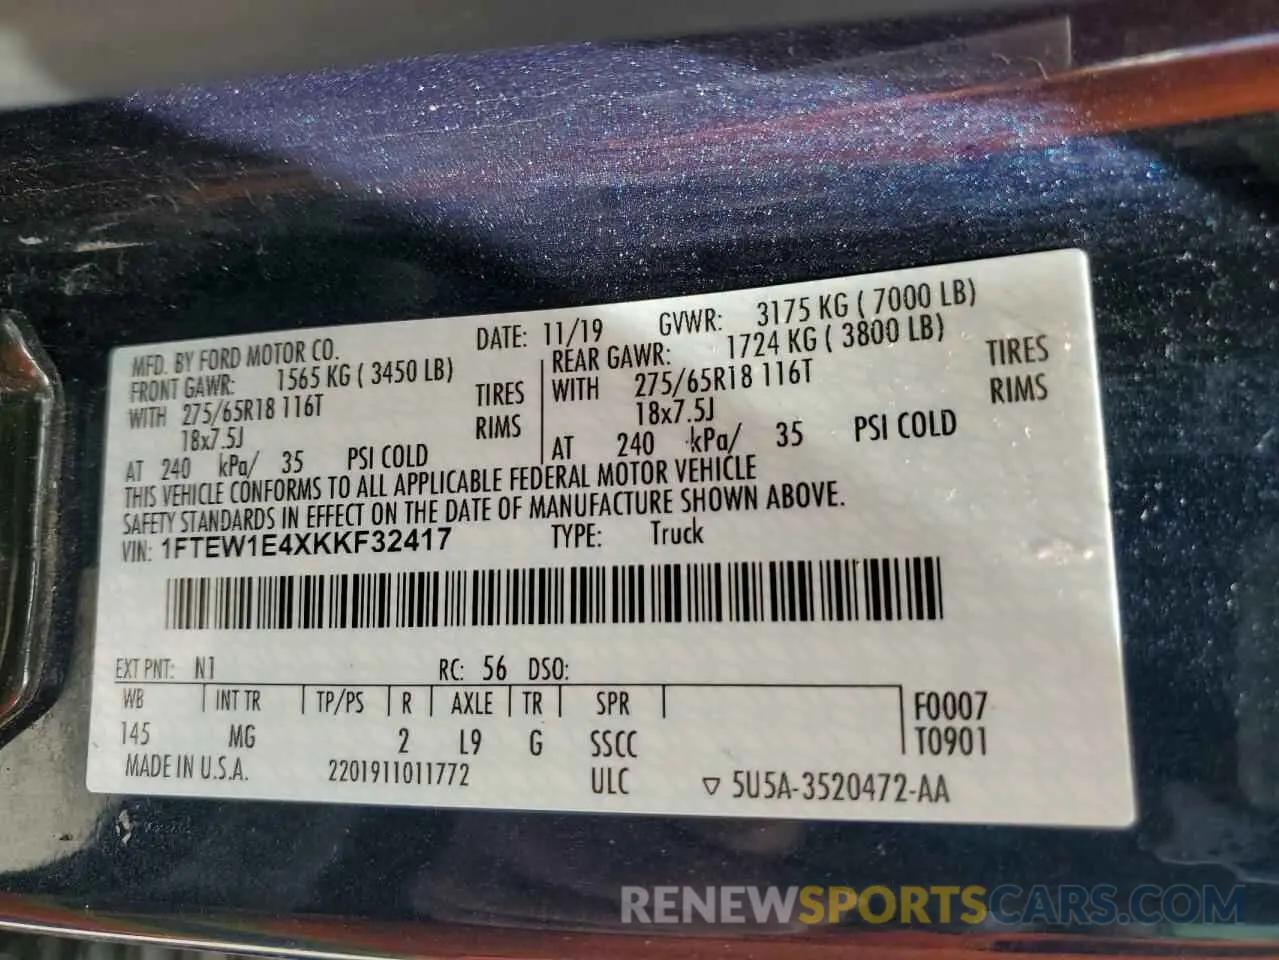 MFD. BY FORD MOTOR CO. DATE: 11/19 GVWR: 3175 KG ( 7000 LB)
FRONT GAWR: 1565 KG ( 3450 LB) REAR GAWR: 1724 KG ( 3800 LB)
WITH 275/65R18 116T TIRES WITH 275/65R18 116T TIRES
18x7.5J RIMS 18x7.5J RIMS
AT 240 kPa/ 35 PSI COLD AT 240 kPa/ 35 PSI COLD
THIS VEHICLE CONFORMS TO ALL APPLICABLE FEDERAL MOTOR VEHICLE
SAFETY STANDARDS IN EFFECT ON THE DATE OF MANUFACTURE SHOWN ABOVE.
VIN: 1FTEW1E4XKKF32417 TYPE: Truck
EXT PNT: N1 RC: 56 DSO:
WB INT TR TP/PS R AXLE TR SPR F0007
145 MG 2 L9 G SSCC T0901
MADE IN U.S.A. 2201911011772 ULC ▽ 5U5A-3520472-AA
RENEWSPORTSCARS.COM